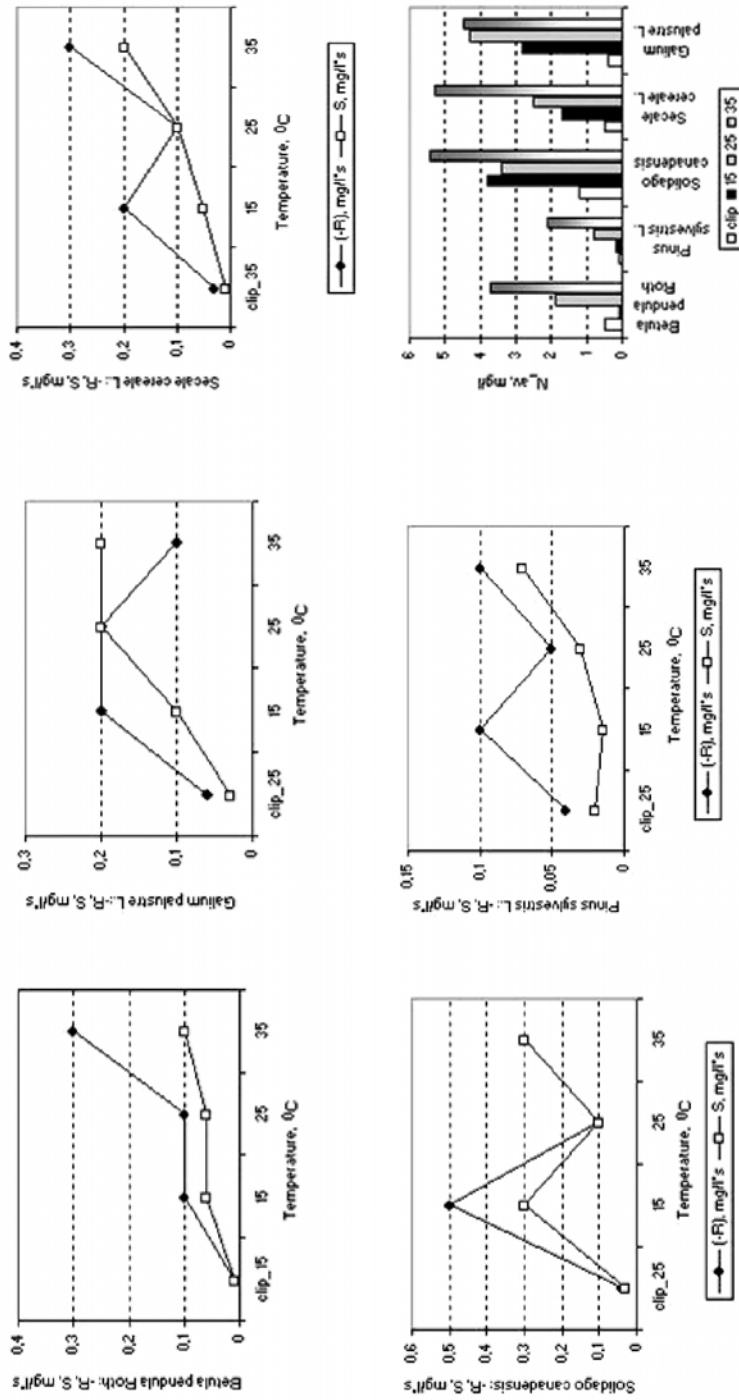 Betula pendula Roth: -R, S, mg/l*s
0,4
0,3
0,2
0,1
0
clip_15
15
25
35
Temperature, 0C
Galium palustre L.: -R, S, mg/l*s
0,3
0,2
0,1
0
clip_25
15
25
35
Temperature, 0C
Secale cereale L.: -R, S, mg/l*s
0,4
0,3
0,2
0,1
0
clip_35
15
25
35
Temperature, 0C
(-R), mg/l*s
S, mg/l*s
Solidago canadensis: -R, S, mg/l*s
0,5
0,4
0,3
0,2
0,1
0
clip_25
15
25
35
Temperature, 0C
(-R), mg/l*s
S, mg/l*s
Pinus sylvestris L.: -R, S, mg/l*s
0,15
0,1
0,05
0
clip_25
15
25
35
Temperature, 0C
(-R), mg/l*s
S, mg/l*s
N_av, mg/l
6
5
4
3
2
1
0
Betula
pendula
Roth
Pinus
sylvestris L.
Solidago
canadensis
Secale
cereale L.
Galium
palustre L.
clip 15 25 35